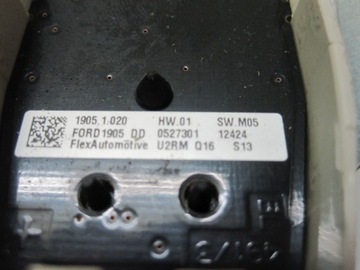 1905.1.020 HW.01 SW.M05
FORD1905 DD 0527301 12424
FlexAutomotive U2RM Q16 S13